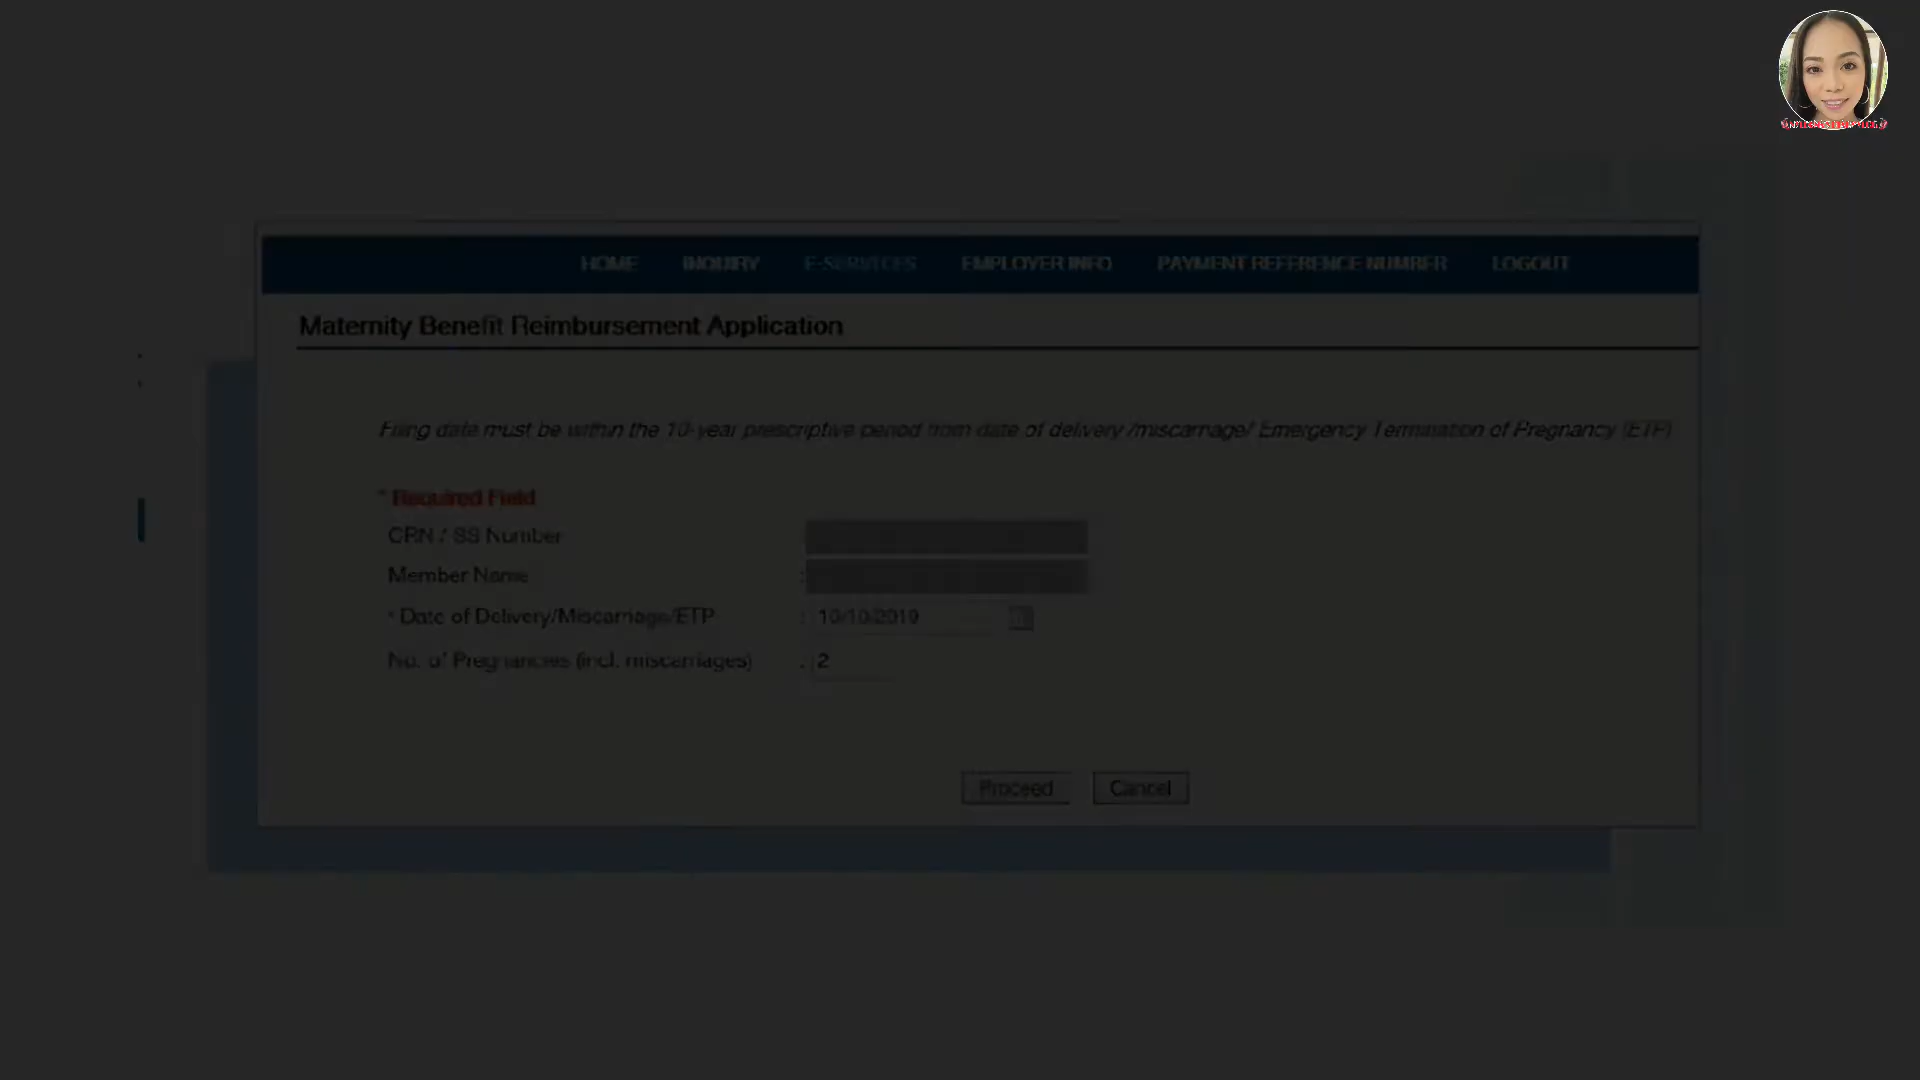 HOME INQUIRY E-SERVICES EMPLOYER INFO PAYMENT REFERENCE NUMBER LOGOUT
Maternity Benefit Reimbursement Application
Filing date must be within the 10-year prescriptive period from date of delivery /miscarriage/ Emergency Termination of Pregnancy (ETP)
* Required Field
CRN / SS Number
Member Name :
* Date of Delivery/Miscarriage/ETP : 10/10/2019
No. of Pregnancies (incl. miscarriages) : 2
Proceed Cancel